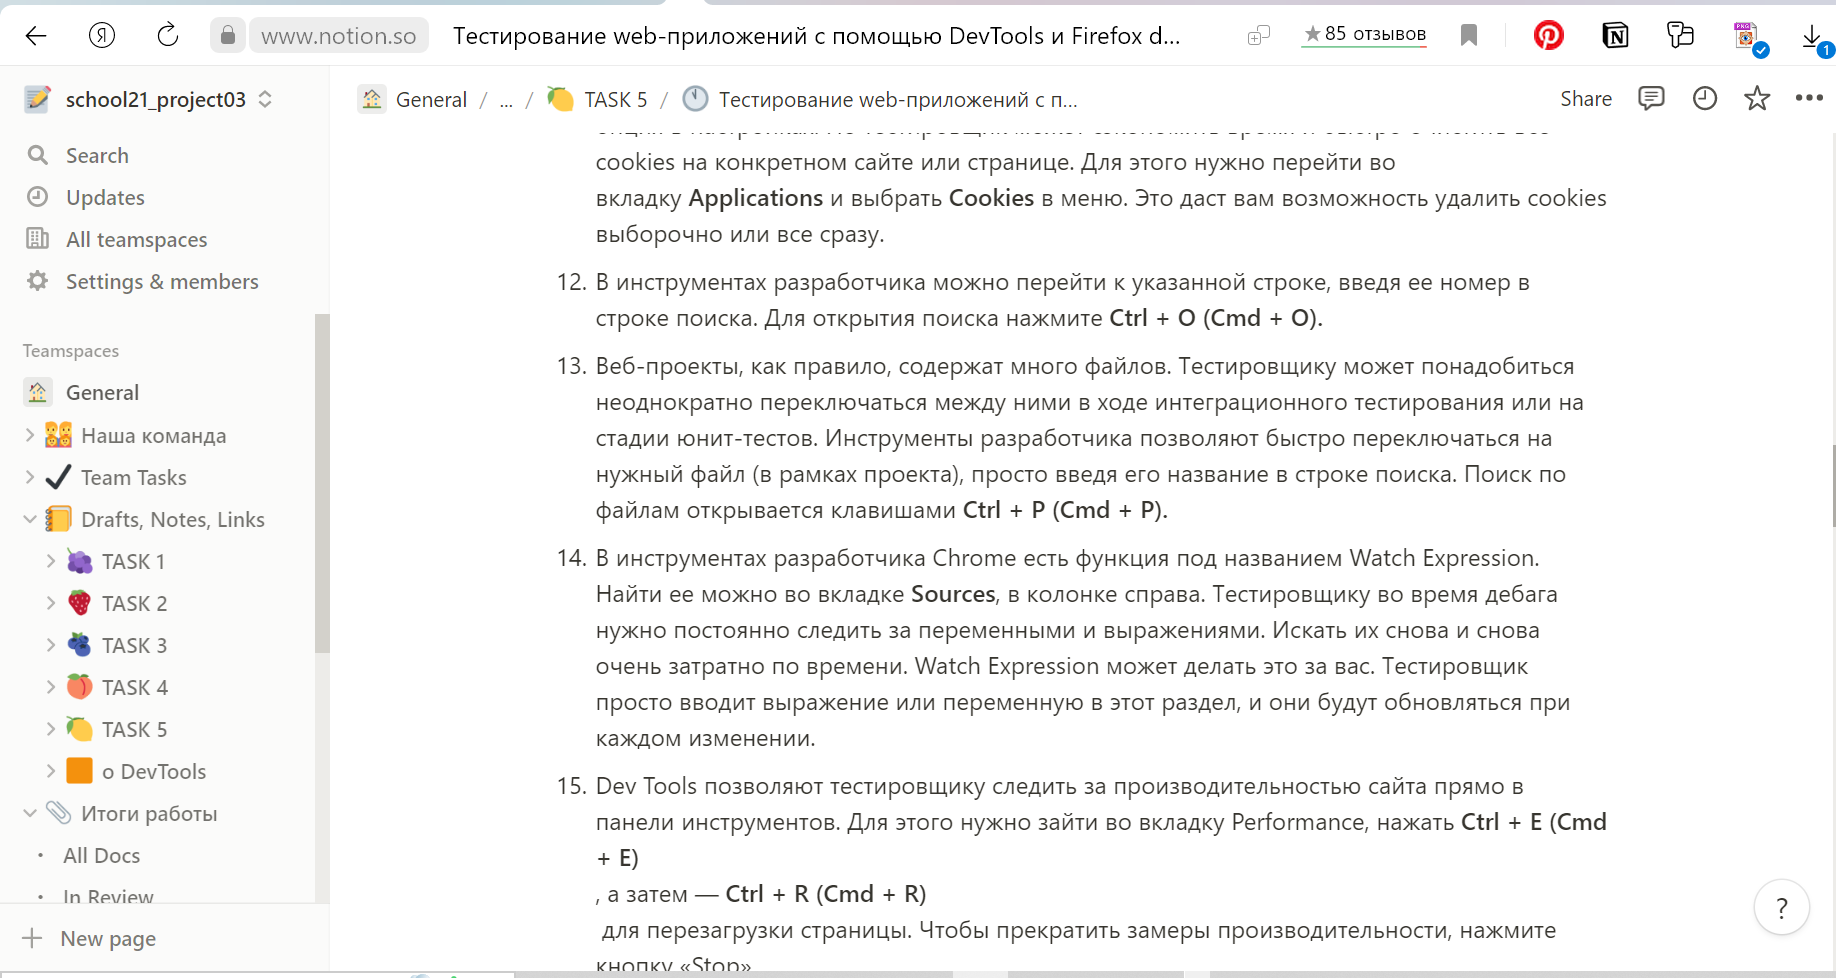 Я
www.notion.so
Тестирование web-приложений с помощью DevTools и Firefox d...
★85 отзывов
PNG
1
school21_project03
General / ... / TASK 5 / Тестирование web-приложений с п...
Share
Search
Updates
All teamspaces
Settings & members
Teamspaces
General
Наша команда
Team Tasks
Drafts, Notes, Links
TASK 1
TASK 2
TASK 3
TASK 4
TASK 5
о DevTools
Итоги работы
All Docs
In Review
New page
cookies на конкретном сайте или странице. Для этого нужно перейти во
вкладку Applications и выбрать Cookies в меню. Это даст вам возможность удалить cookies
выборочно или все сразу.
12. В инструментах разработчика можно перейти к указанной строке, введя ее номер в
строке поиска. Для открытия поиска нажмите Ctrl + O (Cmd + O).
13. Веб-проекты, как правило, содержат много файлов. Тестировщику может понадобиться
неоднократно переключаться между ними в ходе интеграционного тестирования или на
стадии юнит-тестов. Инструменты разработчика позволяют быстро переключаться на
нужный файл (в рамках проекта), просто введя его название в строке поиска. Поиск по
файлам открывается клавишами Ctrl + P (Cmd + P).
14. В инструментах разработчика Chrome есть функция под названием Watch Expression.
Найти ее можно во вкладке Sources, в колонке справа. Тестировщику во время дебага
нужно постоянно следить за переменными и выражениями. Искать их снова и снова
очень затратно по времени. Watch Expression может делать это за вас. Тестировщик
просто вводит выражение или переменную в этот раздел, и они будут обновляться при
каждом изменении.
15. Dev Tools позволяют тестировщику следить за производительностью сайта прямо в
панели инструментов. Для этого нужно зайти во вкладку Performance, нажать Ctrl + E (Cmd
+ E)
, а затем — Ctrl + R (Cmd + R)
для перезагрузки страницы. Чтобы прекратить замеры производительности, нажмите
кнопку «Stop»
?